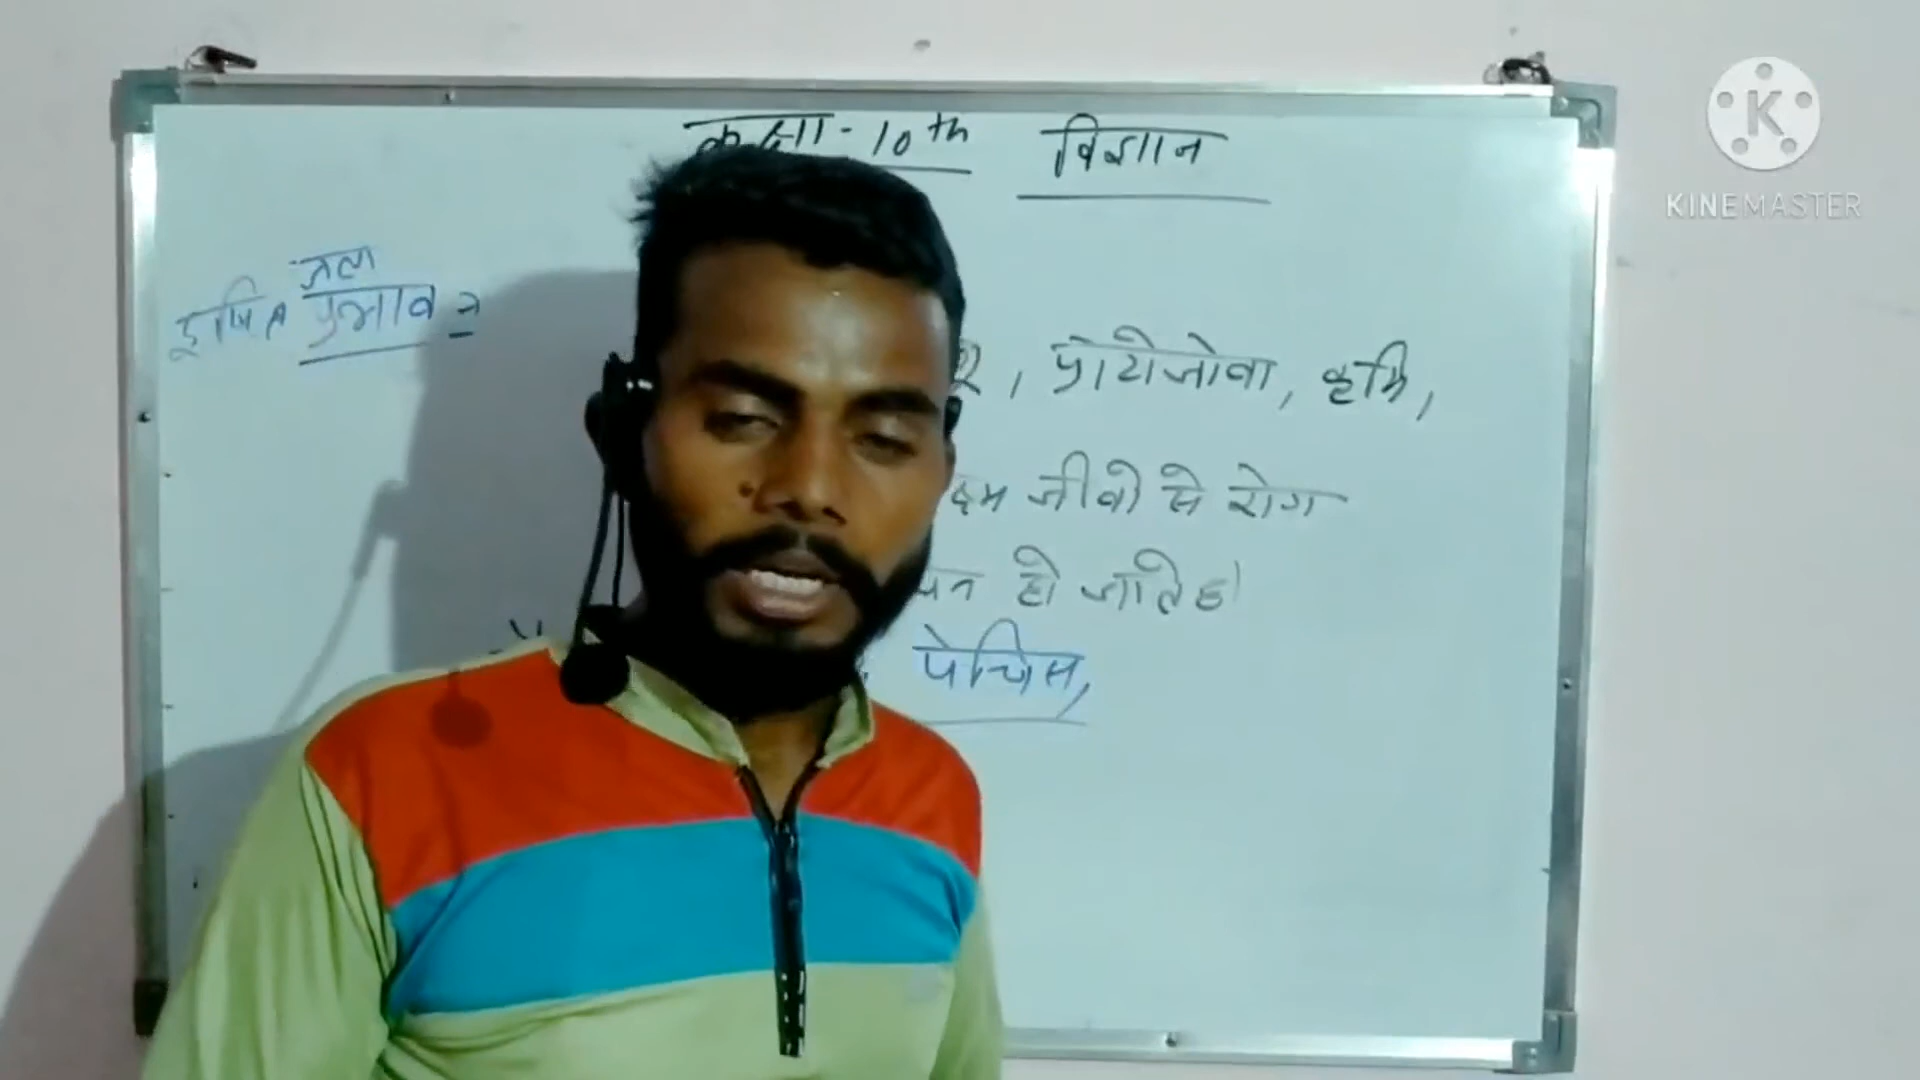 कक्षा - 10th विज्ञान
KINEMASTER
जल
दूषित प्रभाव
, प्रोटोजोवा, कृमि,
जीवो से रोग
हो जाते है।
पेचिस,